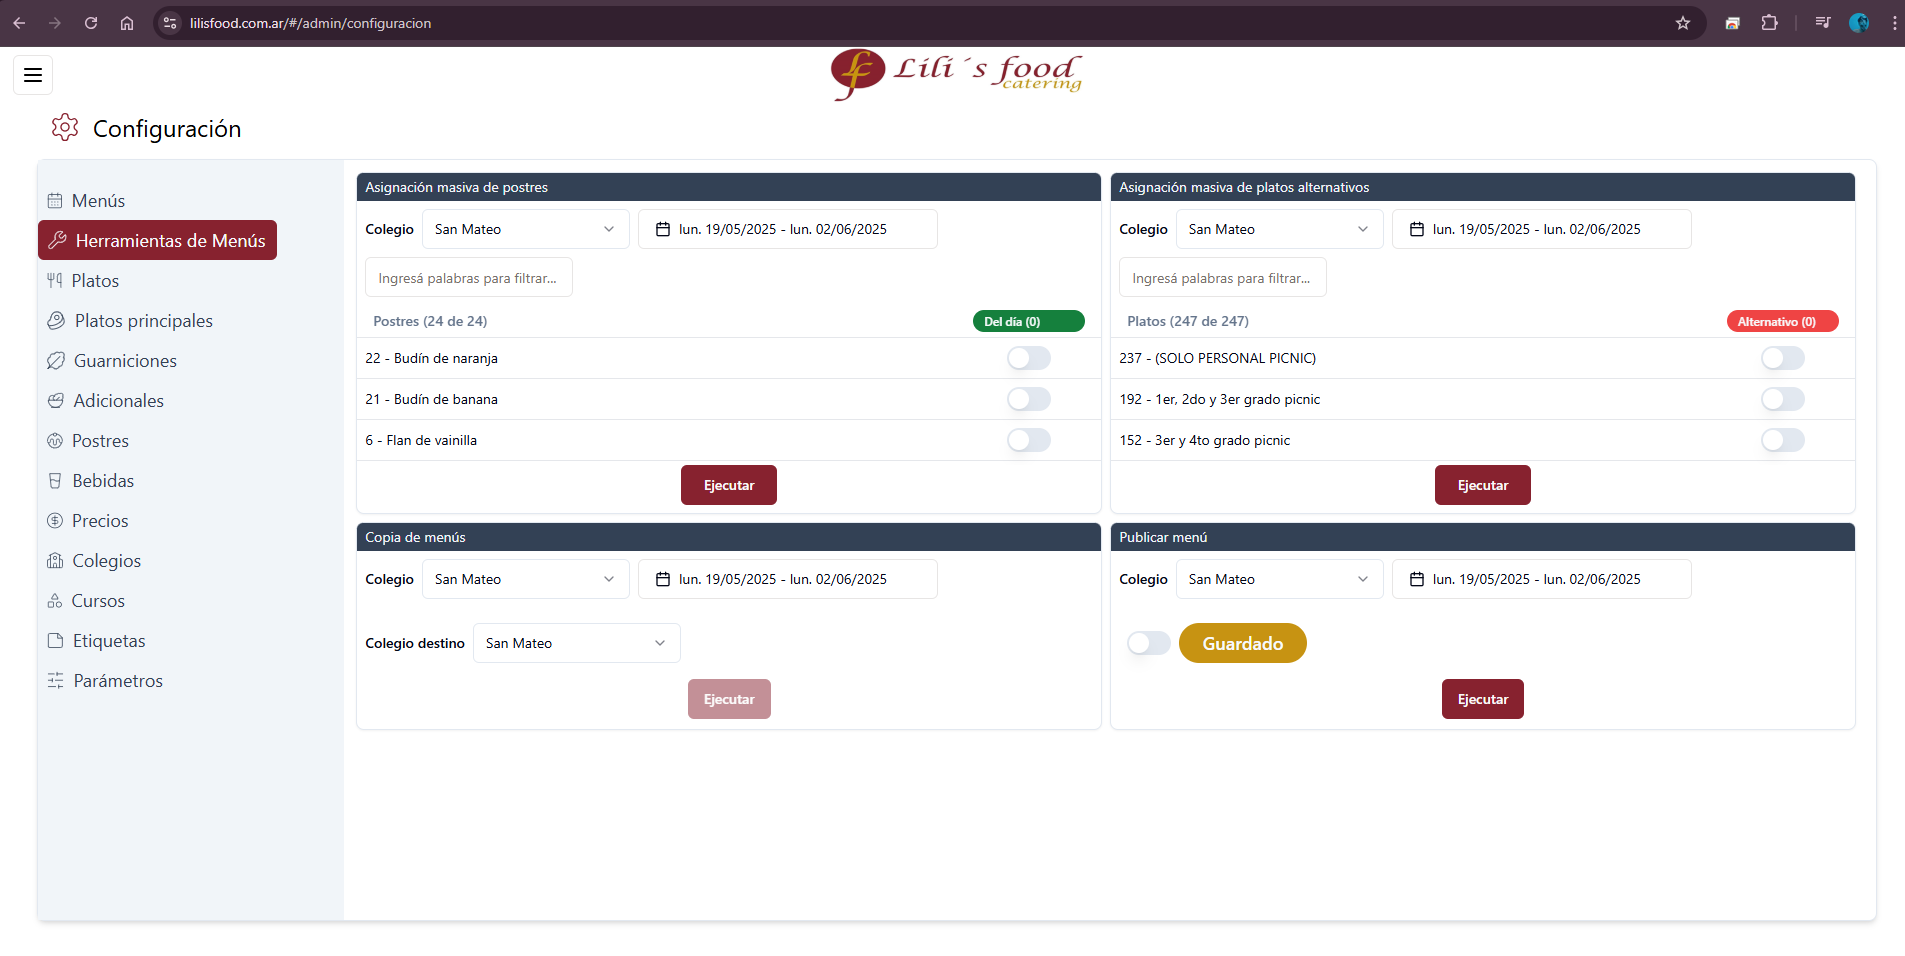 lilisfood.com.ar/#/admin/configuracion
Lili´s food
catering
Configuración
Menús
Herramientas de Menús
Platos
Platos principales
Guarniciones
Adicionales
Postres
Bebidas
Precios
Colegios
Cursos
Etiquetas
Parámetros
Asignación masiva de postres
Colegio San Mateo lun. 19/05/2025 - lun. 02/06/2025
Ingresá palabras para filtrar...
Postres (24 de 24) Del día (0)
22 - Budín de naranja
21 - Budín de banana
6 - Flan de vainilla
Ejecutar
Asignación masiva de platos alternativos
Colegio San Mateo lun. 19/05/2025 - lun. 02/06/2025
Ingresá palabras para filtrar...
Platos (247 de 247) Alternativo (0)
237 - (SOLO PERSONAL PICNIC)
192 - 1er, 2do y 3er grado picnic
152 - 3er y 4to grado picnic
Ejecutar
Copia de menús
Colegio San Mateo lun. 19/05/2025 - lun. 02/06/2025
Colegio destino San Mateo
Ejecutar
Publicar menú
Colegio San Mateo lun. 19/05/2025 - lun. 02/06/2025
Guardado
Ejecutar